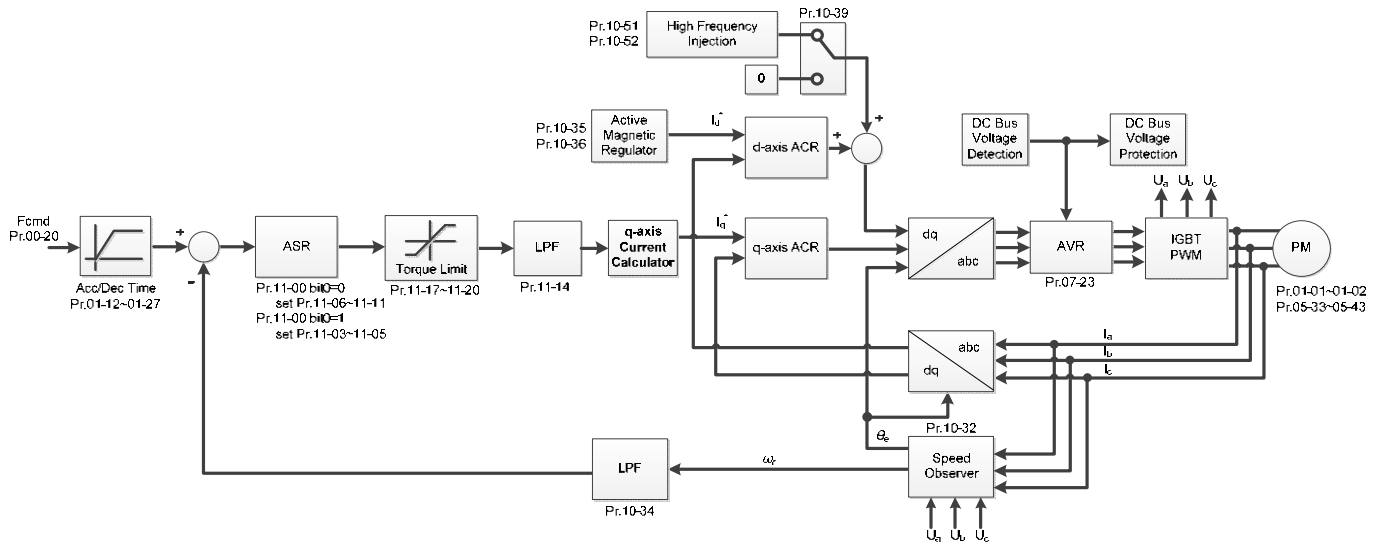 Pr.10-39
Pr.10-51
Pr.10-52
High Frequency
Injection
0
+
Pr.10-35
Pr.10-36
Active
Magnetic
Regulator
Id*
d-axis ACR
+
DC Bus
Voltage
Detection
DC Bus
Voltage
Protection
Ua Ub Uc
Fcmd
Pr.00-20
Acc/Dec Time
Pr.01-12~01-27
+
-
ASR
Pr.11-00 bit0=0
set Pr.11-06~11-11
Pr.11-00 bit0=1
set Pr.11-03~11-05
Torque Limit
Pr.11-17~11-20
LPF
Pr.11-14
q-axis
Current
Calculator
Iq*
q-axis ACR
dq
abc
AVR
Pr.07-23
IGBT
PWM
PM
Pr.01-01~01-02
Pr.05-33~05-43
abc
dq
Ia
Ib
Ic
θe
Pr.10-32
Speed
Observer
ωr
LPF
Pr.10-34
Ua Ub Uc